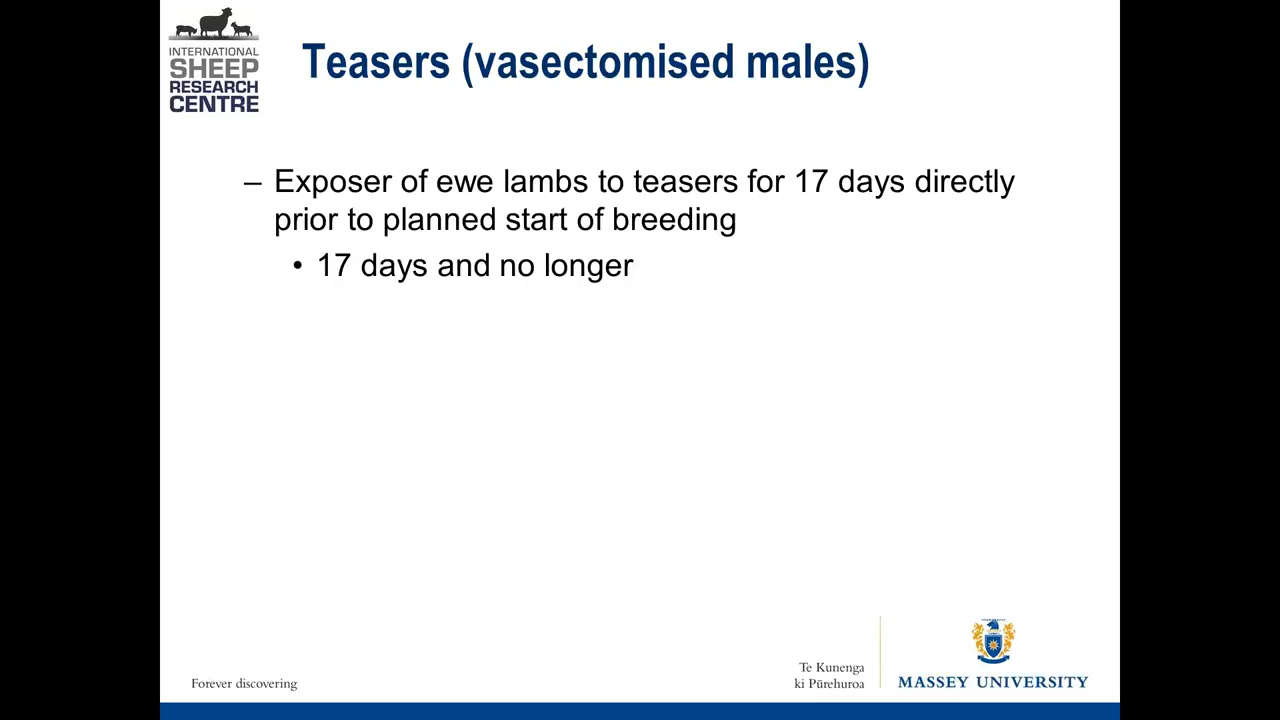 INTERNATIONAL
SHEEP
RESEARCH
CENTRE
Teasers (vasectomised males)
– Exposer of ewe lambs to teasers for 17 days directly
prior to planned start of breeding
• 17 days and no longer
Forever discovering
Te Kunenga
ki Pūrehuroa
MASSEY UNIVERSITY